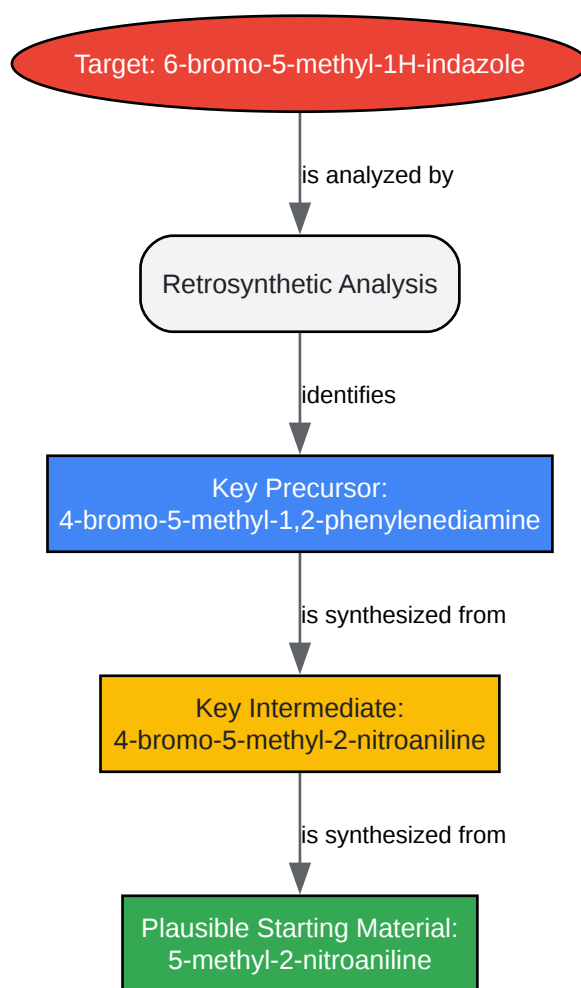 Target: 6-bromo-5-methyl-1H-indazole
is analyzed by
Retrosynthetic Analysis
identifies
Key Precursor:
4-bromo-5-methyl-1,2-phenylenediamine
is synthesized from
Key Intermediate:
4-bromo-5-methyl-2-nitroaniline
is synthesized from
Plausible Starting Material:
5-methyl-2-nitroaniline